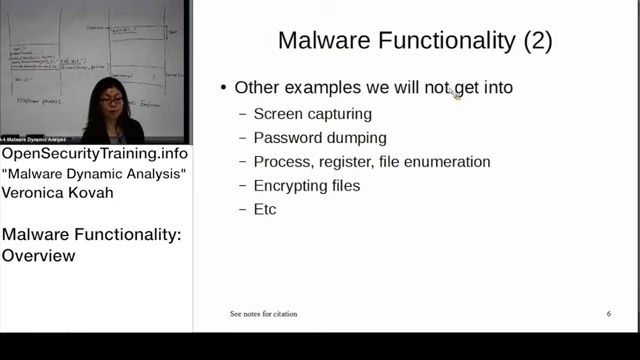 Malware Functionality (2)
• Other examples we will not get into
– Screen capturing
– Password dumping
– Process, register, file enumeration
– Encrypting files
– Etc
See notes for citation
6
Malware Dynamic Analysis
OpenSecurityTraining.info
"Malware Dynamic Analysis"
Veronica Kovah
Malware Functionality:
Overview